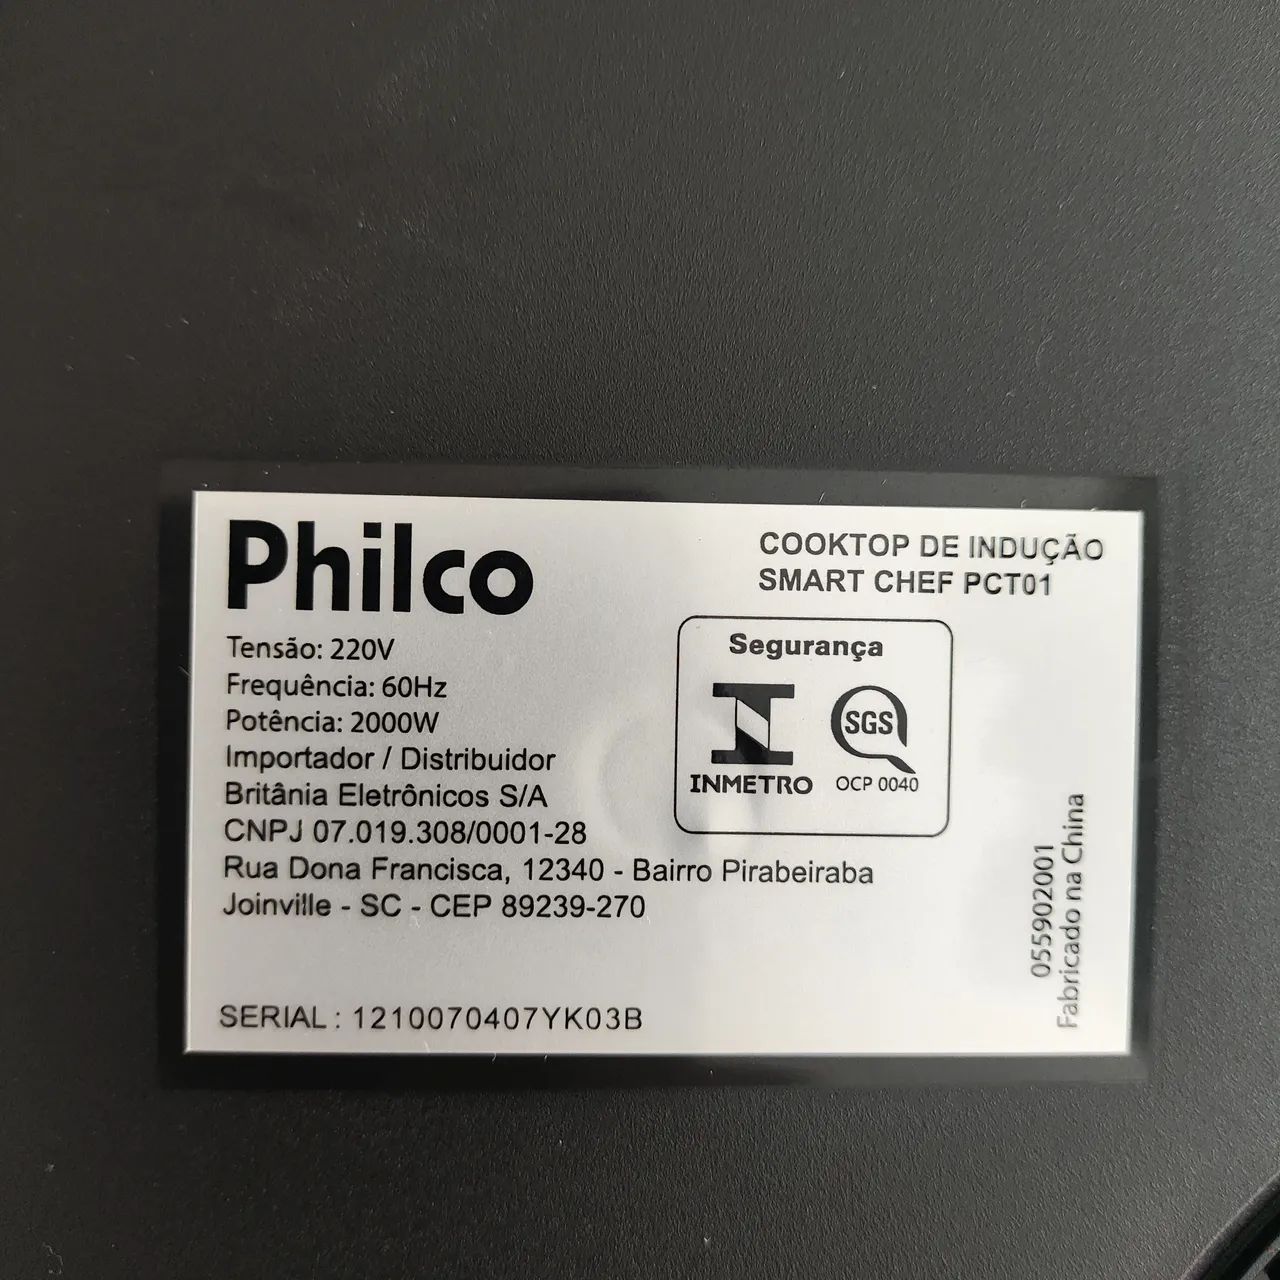 Philco
COOKTOP DE INDUÇÃO
SMART CHEF PCT01
Tensão: 220V
Frequência: 60Hz
Potência: 2000W
Importador / Distribuidor
Britânia Eletrônicos S/A
CNPJ 07.019.308/0001-28
Rua Dona Francisca, 12340 - Bairro Pirabeiraba
Joinville - SC - CEP 89239-270
Segurança
INMETRO
SGS
OCP 0040
055902001
Fabricado na China
SERIAL : 1210070407YK03B